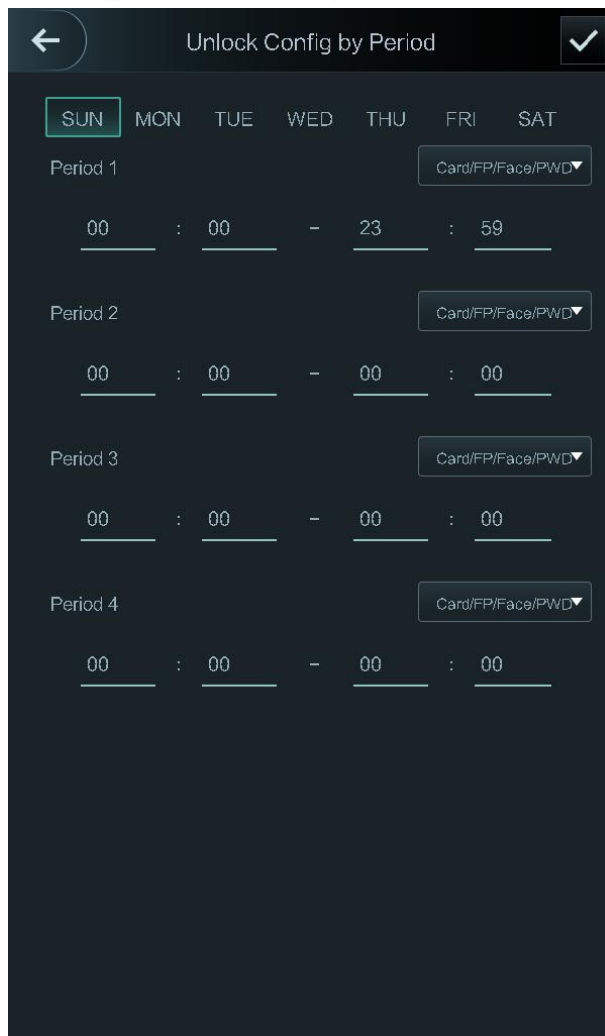 Unlock Config by Period
SUN MON TUE WED THU FRI SAT
Period 1 Card/FP/Face/PWD
00 : 00 - 23 : 59
Period 2 Card/FP/Face/PWD
00 : 00 - 00 : 00
Period 3 Card/FP/Face/PWD
00 : 00 - 00 : 00
Period 4 Card/FP/Face/PWD
00 : 00 - 00 : 00